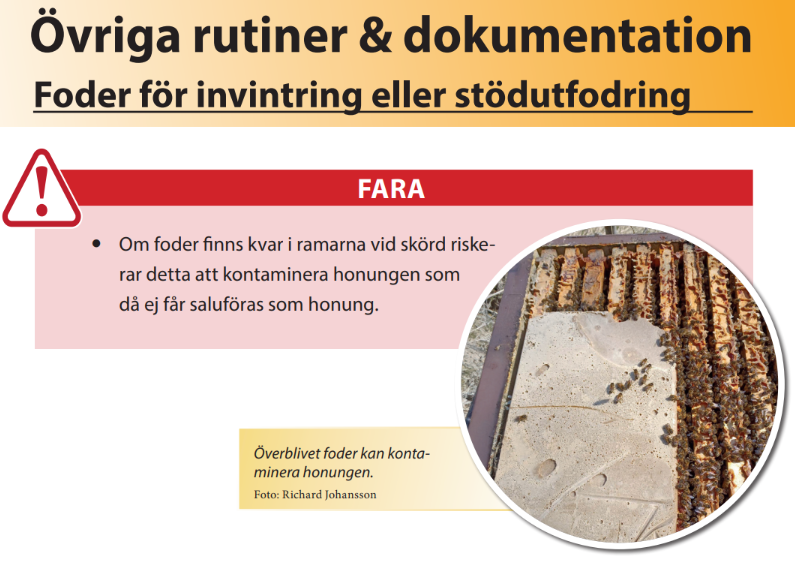 Övriga rutiner & dokumentation
Foder för invintring eller stödutfodring
FARA
• Om foder finns kvar i ramarna vid skörd riske-
rar detta att kontaminera honungen som
då ej får saluföras som honung.
Överblivet foder kan konta-
minera honungen.
Foto: Richard Johansson